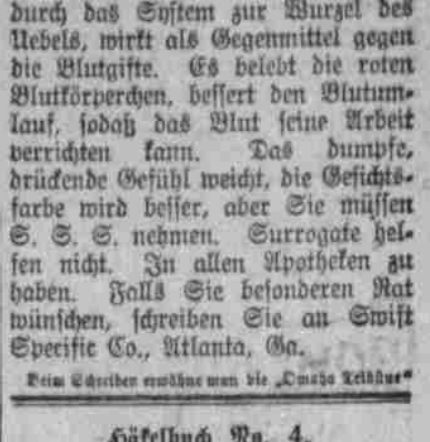 durch das System zur Wurzel des
Uebels, wirkt als Gegenmittel gegen
die Blutgifte. Es belebt die roten
Blutkörperchen, bessert den Blutum-
lauf, sodaß das Blut seine Arbeit
verrichten kann. Das dumpfe,
drückende Gefühl weicht, die Gesichts-
farbe wird besser, aber Sie müssen
S. S. S. nehmen. Surrogate hel-
fen nicht. In allen Apotheken zu
haben. Falls Sie besonderen Rat
wünschen, schreiben Sie an Swift
Specific Co., Atlanta, Ga.
Beim Schreiben erwähne man die „Omaha Tribüne“
Häkelbuch No. 4.